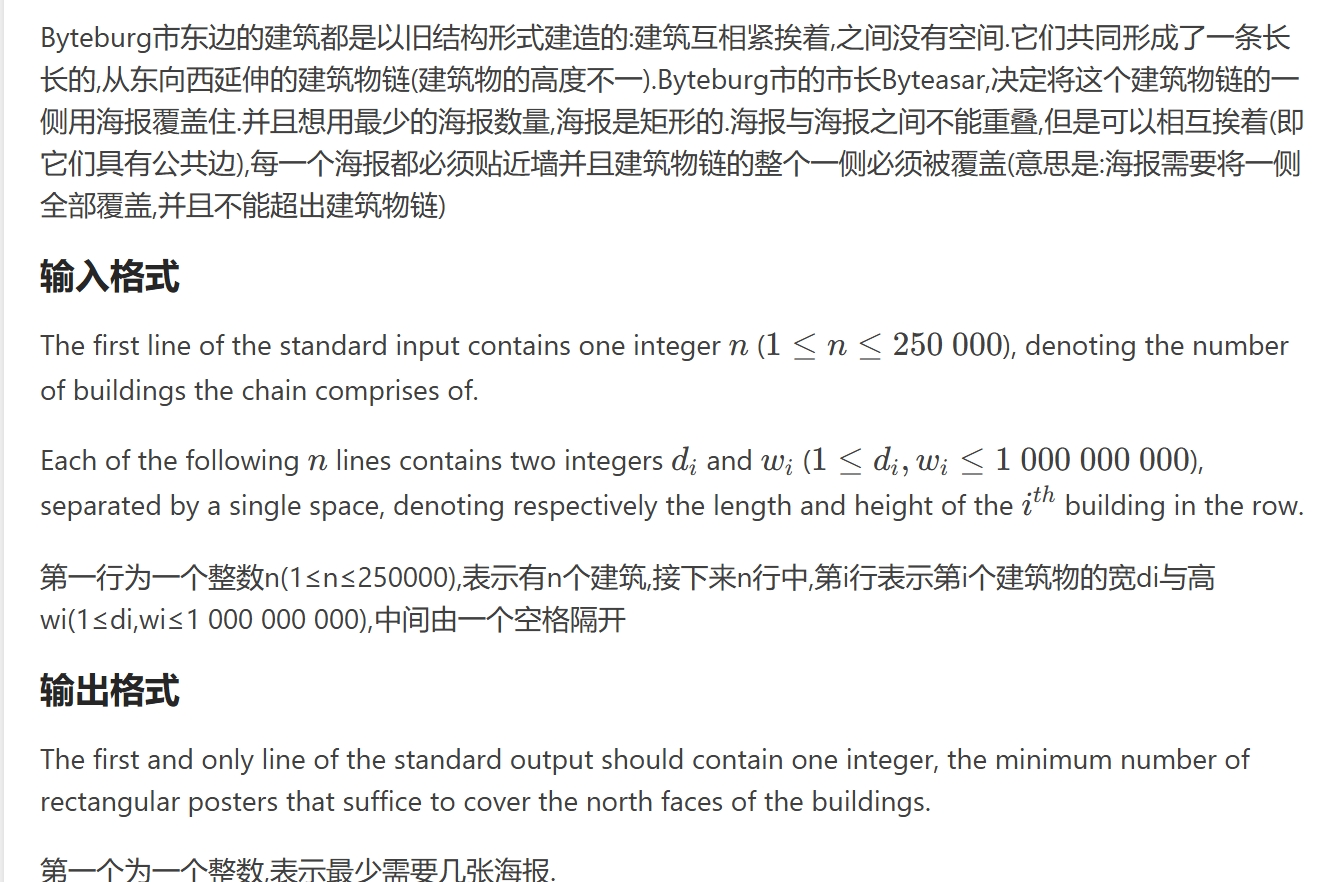 Byteburg市东边的建筑都是以旧结构形式建造的:建筑互相紧挨着,之间没有空间.它们共同形成了一条长
长的,从东向西延伸的建筑物链(建筑物的高度不一).Byteburg市的市长Byteasar,决定将这个建筑物链的一
侧用海报覆盖住.并且想用最少的海报数量,海报是矩形的.海报与海报之间不能重叠,但是可以相互挨着(即
它们具有公共边),每一个海报都必须贴近墙并且建筑物链的整个一侧必须被覆盖(意思是:海报需要将一侧
全部覆盖,并且不能超出建筑物链)
输入格式
The first line of the standard input contains one integer n (1 ≤ n ≤ 250 000), denoting the number
of buildings the chain comprises of.
Each of the following n lines contains two integers d_i and w_i (1 ≤ d_i, w_i ≤ 1 000 000 000),
separated by a single space, denoting respectively the length and height of the i^{th} building in the row.
第一行为一个整数n(1≤n≤250000),表示有n个建筑,接下来n行中,第i行表示第i个建筑物的宽di与高
wi(1≤di,wi≤1 000 000 000),中间由一个空格隔开
输出格式
The first and only line of the standard output should contain one integer, the minimum number of
rectangular posters that suffice to cover the north faces of the buildings.
第一个为一个整数,表示最少需要几张海报.